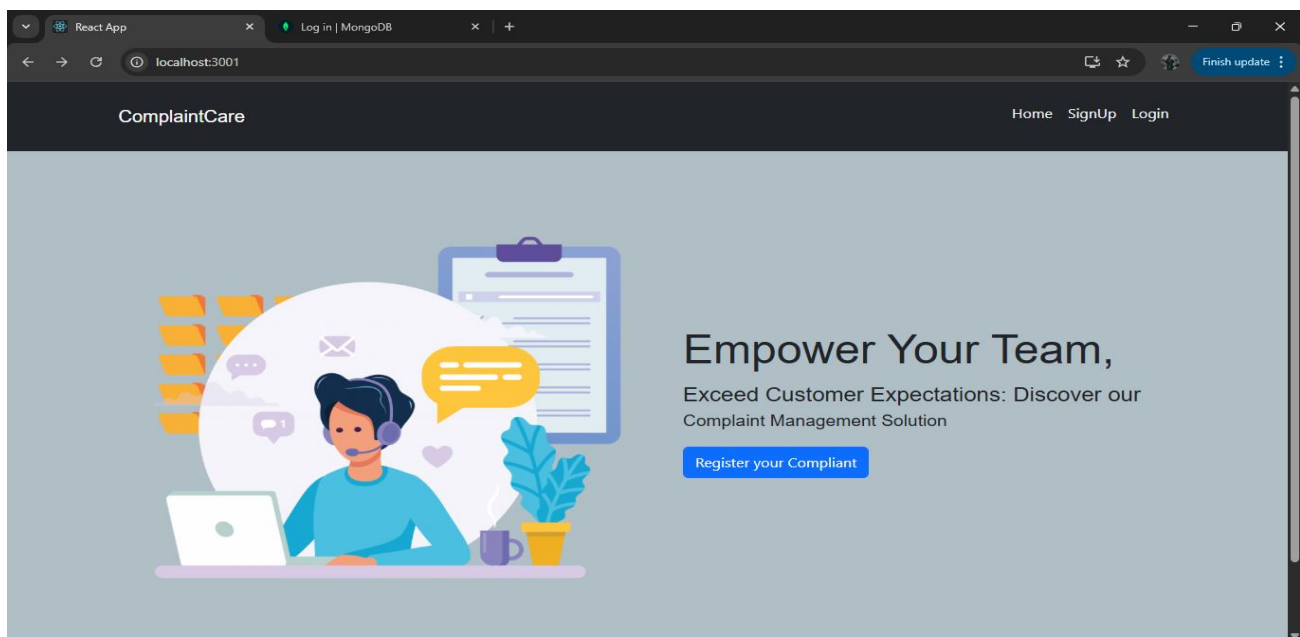 React App
Log in | MongoDB
localhost:3001
Finish update
ComplaintCare
Home SignUp Login
1
Empower Your Team,
Exceed Customer Expectations: Discover our
Complaint Management Solution
Register your Compliant